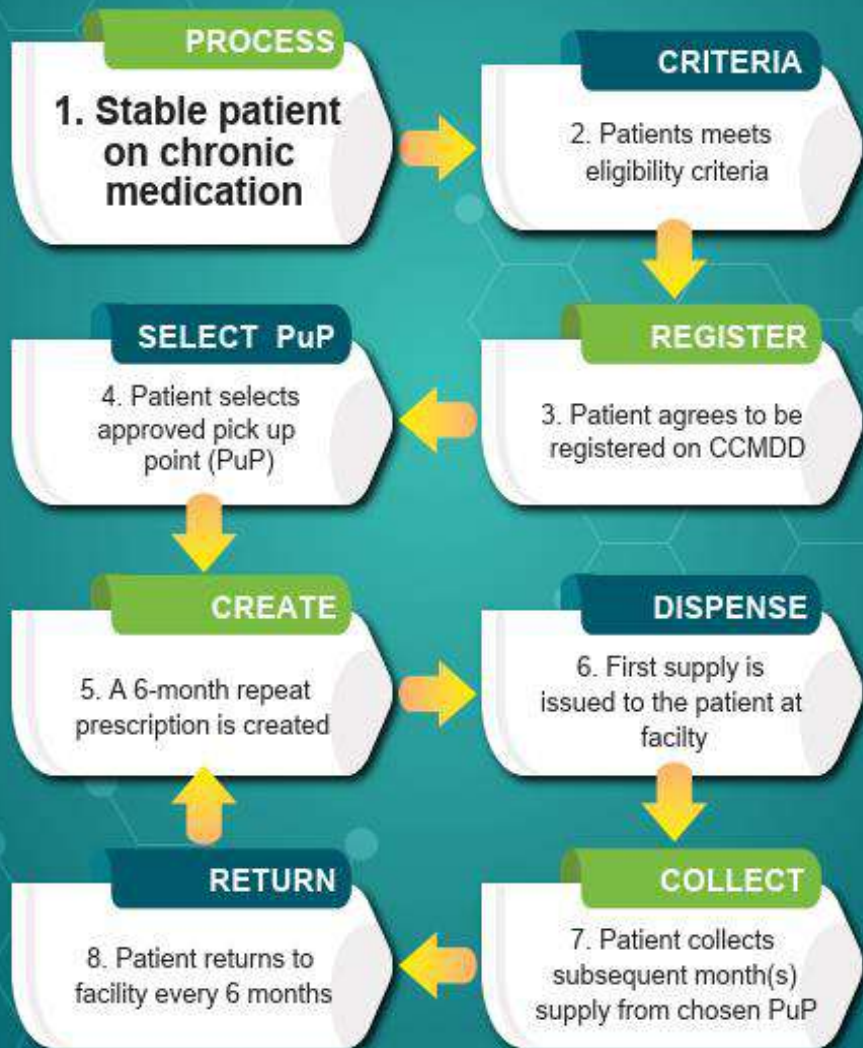 PROCESS
1. Stable patient
on chronic
medication
CRITERIA
2. Patients meets
eligibility criteria
REGISTER
3. Patient agrees to be
registered on CCMDD
SELECT PuP
4. Patient selects
approved pick up
point (PuP)
CREATE
5. A 6-month repeat
prescription is created
DISPENSE
6. First supply is
issued to the patient at
facilty
COLLECT
7. Patient collects
subsequent month(s)
supply from chosen PuP
RETURN
8. Patient returns to
facility every 6 months